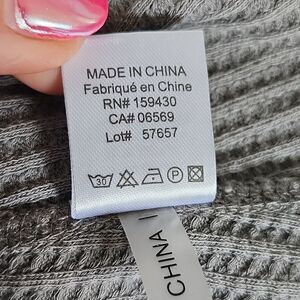 MADE IN CHINA
Fabriqué en Chine
RN# 159430
CA# 06569
Lot# 57657
30
P
CHINA